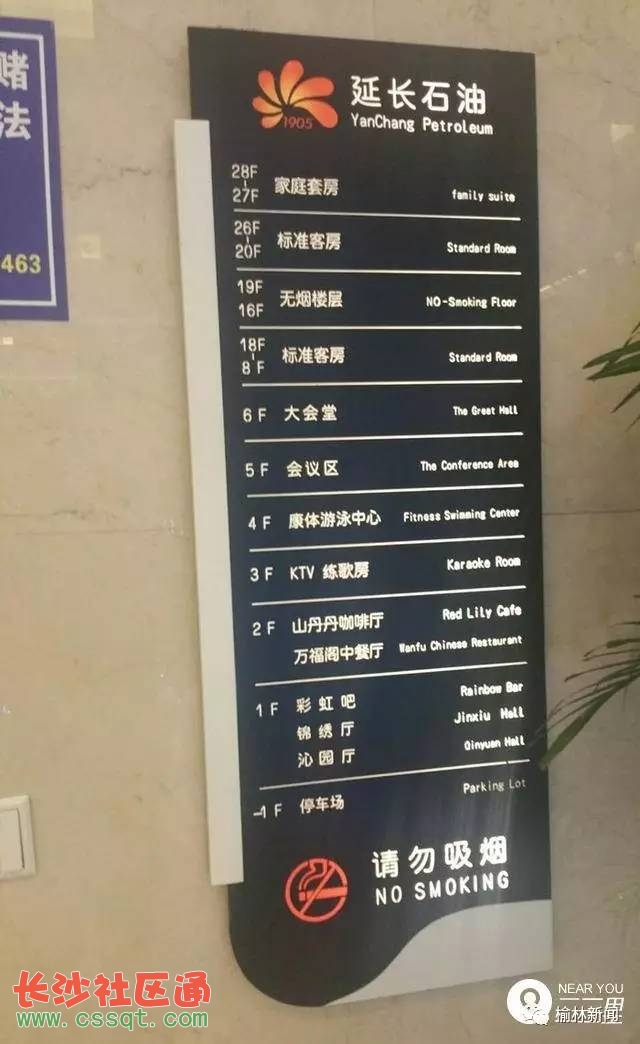 赌
法
463
1905
延长石油
YanChang Petroleum
28F
27F
家庭套房
family suite
26F
20F
标准客房
Standard Room
19F
16F
无烟楼层
NO-Smoking Floor
18F
8F
标准客房
Standard Room
6F 大会堂 The Great Hall
5F 会议区 The Conference Area
4F 康体游泳中心 Fitness Swimming Center
3F KTV 练歌房 Karaoke Room
2F 山丹丹咖啡厅 Red Lily Cafe
万福阁中餐厅 Wanfu Chinese Restaurant
1F 彩虹吧 Rainbow Bar
锦绣厅 Jinxiu Hall
沁园厅 Qinyuan Hall
-1F 停车场 Parking Lot
请勿吸烟
NO SMOKING
长沙社区通
www.cssqt.com
NEAR YOU
榆林新闻